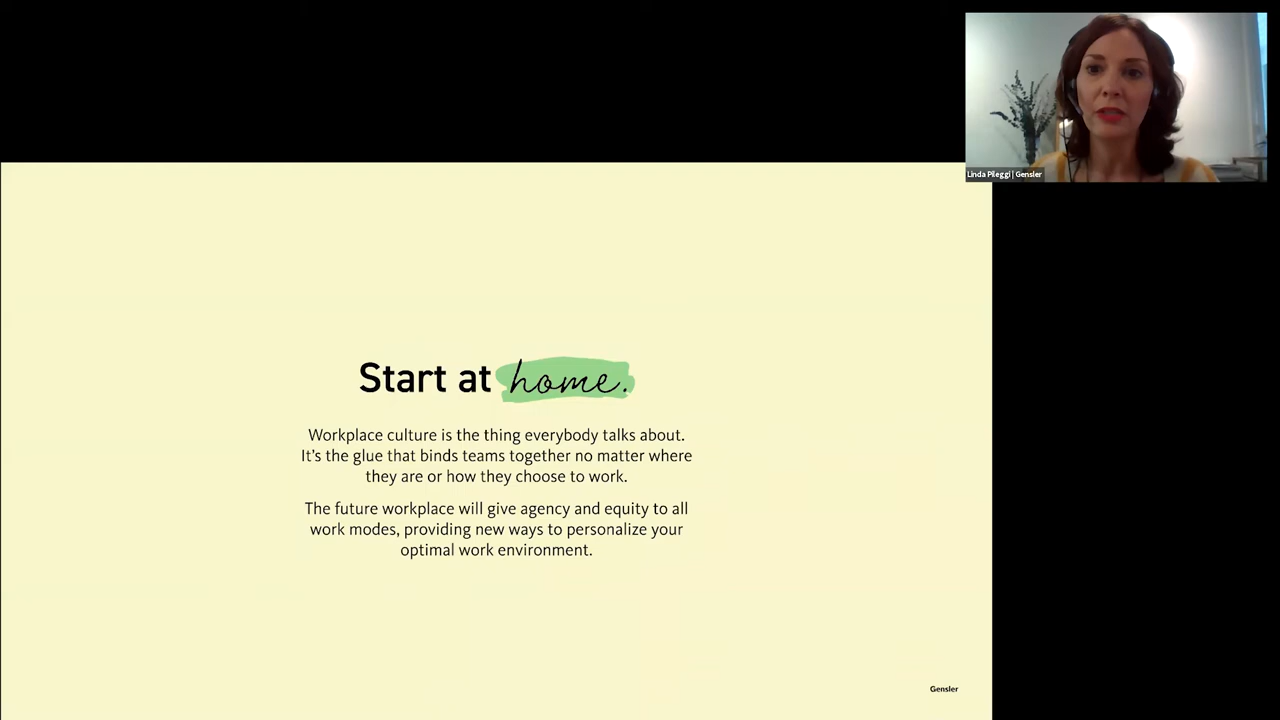 Linda Pileggi | Gensler
Start at home.
Workplace culture is the thing everybody talks about.
It's the glue that binds teams together no matter where
they are or how they choose to work.
The future workplace will give agency and equity to all
work modes, providing new ways to personalize your
optimal work environment.
Gensler